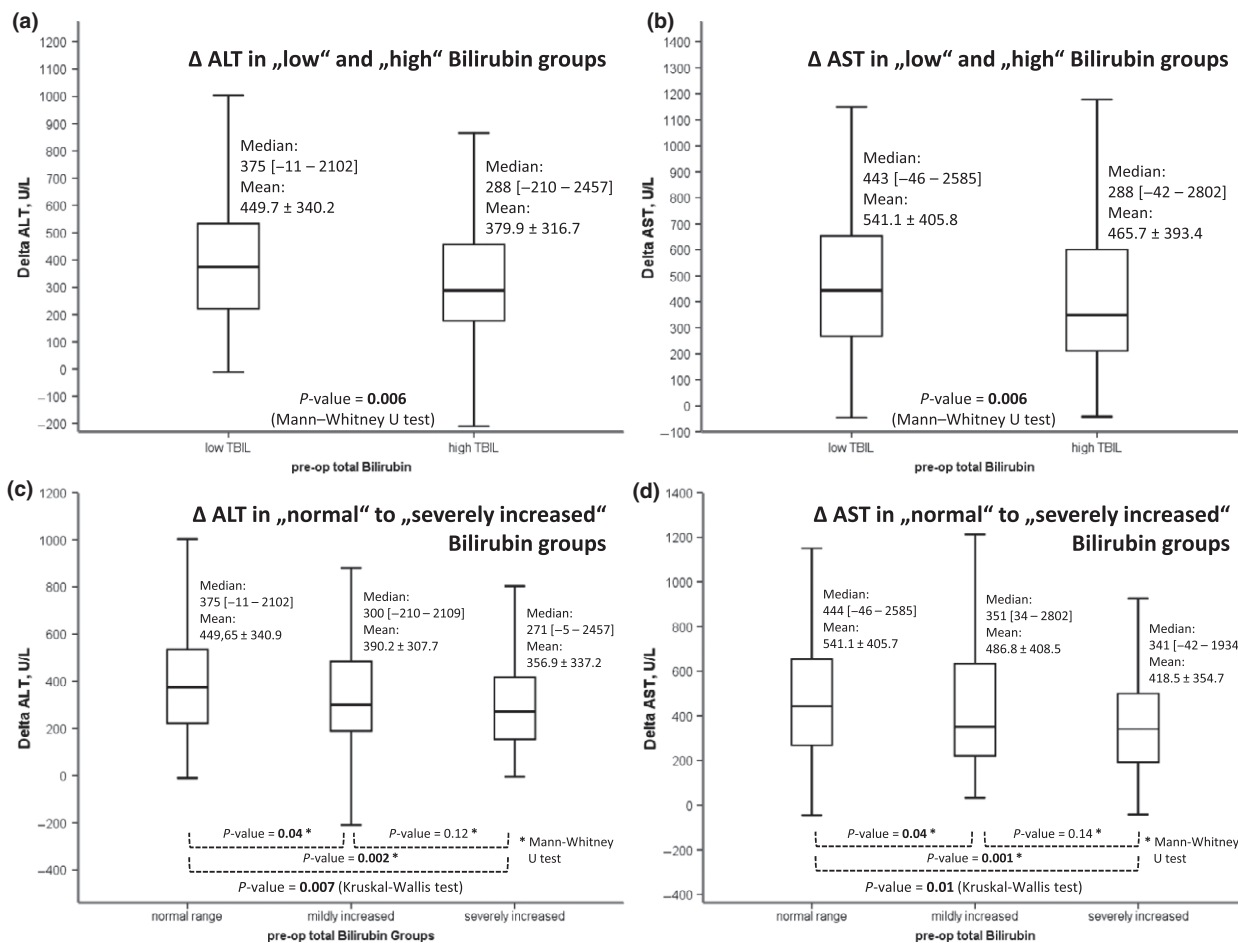 (a)
Δ ALT in „low“ and „high“ Bilirubin groups
Delta ALT, U/L
1200
1100
1000
900
800
700
600
500
400
300
200
100
0
−100
−200
Median:
375 [−11 – 2102]
Mean:
449.7 ± 340.2
Median:
288 [−210 – 2457]
Mean:
379.9 ± 316.7
P-value = 0.006
(Mann–Whitney U test)
low TBIL
high TBIL
pre-op total Bilirubin
(b)
Δ AST in „low“ and „high“ Bilirubin groups
Delta AST, U/L
1400
1300
1200
1100
1000
900
800
700
600
500
400
300
200
100
0
−100
Median:
443 [−46 – 2585]
Mean:
541.1 ± 405.8
Median:
288 [−42 – 2802]
Mean:
465.7 ± 393.4
P-value = 0.006
(Mann–Whitney U test)
low TBIL
high TBIL
pre-op total Bilirubin
(c)
Δ ALT in „normal“ to „severely increased“
Bilirubin groups
Delta ALT, U/L
1200
1000
800
600
400
200
0
−200
−400
Median:
375 [−11 – 2102]
Mean:
449,65 ± 340.9
Median:
300 [−210 – 2109]
Mean:
390.2 ± 307.7
Median:
271 [−5 – 2457]
Mean:
356.9 ± 337.2
P-value = 0.04 *
P-value = 0.12 *
* Mann-Whitney
U test
P-value = 0.002 *
P-value = 0.007 (Kruskal-Wallis test)
normal range
mildly increased
severely increased
pre-op total Bilirubin Groups
(d)
Δ AST in „normal“ to „severely increased“
Bilirubin groups
Delta AST, U/L
1400
1200
1000
800
600
400
200
0
−200
−400
Median:
444 [−46 – 2585]
Mean:
541.1 ± 405.7
Median:
351 [34 – 2802]
Mean:
486.8 ± 408.5
Median:
341 [−42 – 1934
Mean:
418.5 ± 354.7
P-value = 0.04 *
P-value = 0.14 *
* Mann-Whitney
U test
P-value = 0.001 *
P-value = 0.01 (Kruskal-Wallis test)
normal range
mildly increased
severely increased
pre-op total Bilirubin